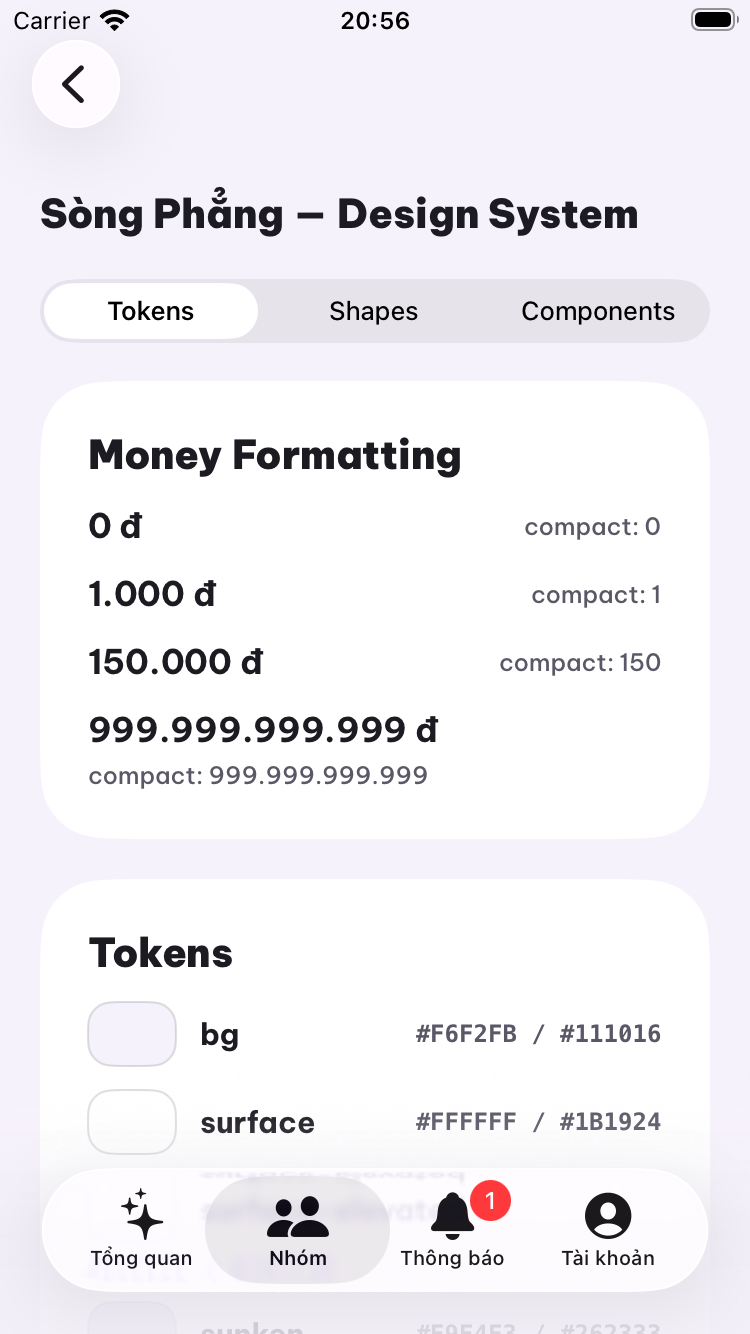 Carrier 20:56
Sòng Phẳng — Design System
Tokens Shapes Components
Money Formatting
0 đ compact: 0
1.000 đ compact: 1
150.000 đ compact: 150
999.999.999.999 đ
compact: 999.999.999.999
Tokens
bg #F6F2FB / #111016
surface #FFFFFF / #1B1924
1
Tổng quan Nhóm Thông báo Tài khoản